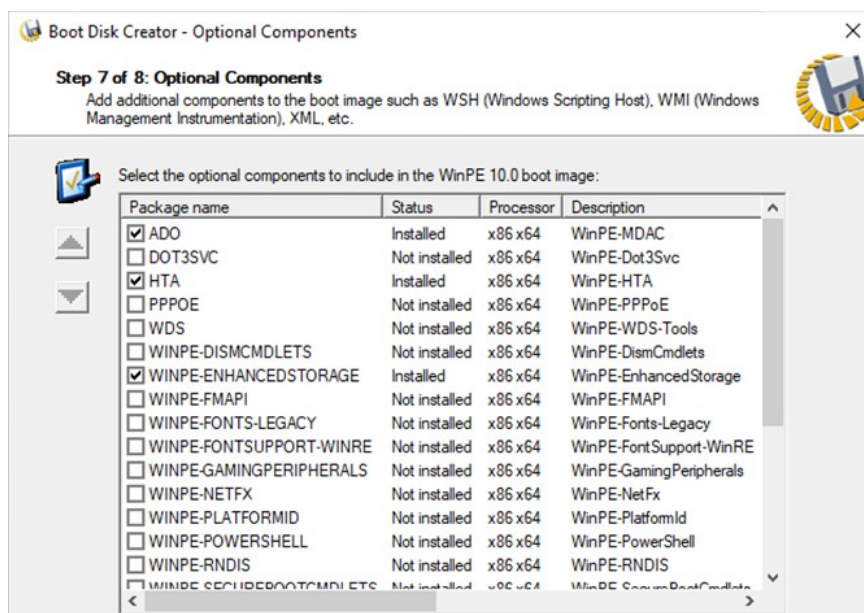 Boot Disk Creator - Optional Components
Step 7 of 8: Optional Components
Add additional components to the boot image such as WSH (Windows Scripting Host), WMI (Windows
Management Instrumentation), XML, etc.
Select the optional components to include in the WinPE 10.0 boot image:
Package name Status Processor Description
ADO Installed x86 x64 WinPE-MDAC
DOT3SVC Not installed x86 x64 WinPE-Dot3Svc
HTA Installed x86 x64 WinPE-HTA
PPPOE Not installed x86 x64 WinPE-PPPoE
WDS Not installed x86 x64 WinPE-WDS-Tools
WINPE-DISMCMDLETS Not installed x86 x64 WinPE-DismCmdlets
WINPE-ENHANCEDSTORAGE Installed x86 x64 WinPE-EnhancedStorage
WINPE-FMAPI Not installed x86 x64 WinPE-FMAPI
WINPE-FONTS-LEGACY Not installed x86 x64 WinPE-Fonts-Legacy
WINPE-FONTSUPPORT-WINRE Not installed x86 x64 WinPE-FontSupport-WinRE
WINPE-GAMINGPERIPHERALS Not installed x86 x64 WinPE-GamingPeripherals
WINPE-NETFX Not installed x86 x64 WinPE-NetFx
WINPE-PLATFORMID Not installed x86 x64 WinPE-PlatformId
WINPE-POWERSHELL Not installed x86 x64 WinPE-PowerShell
WINPE-RNDIS Not installed x86 x64 WinPE-RNDIS
WINPE-SECUREBOOTCMDLETS Not installed x86 x64 WinPE-SecureBootCmdlets